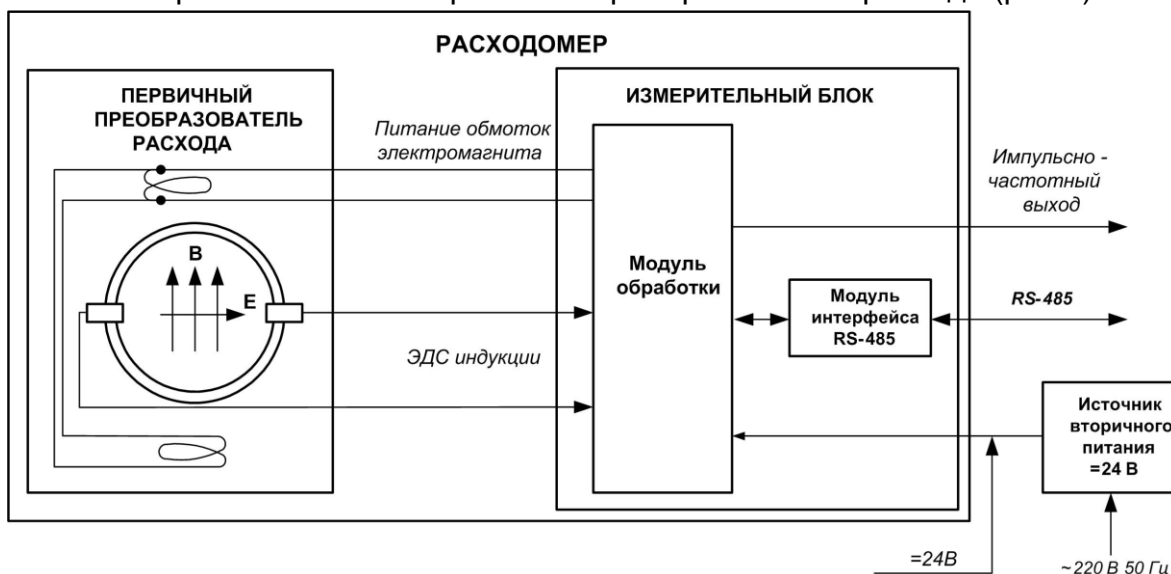 РАСХОДОМЕР
ПЕРВИЧНЫЙ
ПРЕОБРАЗОВАТЕЛЬ
РАСХОДА
Питание обмоток
электромагнита
ИЗМЕРИТЕЛЬНЫЙ БЛОК
Импульсно -
частотный
выход
B
E
Модуль
обработки
Модуль
интерфейса
RS-485
RS-485
ЭДС индукции
Источник
вторичного
питания
=24 В
=24В
~220 В 50 Гц